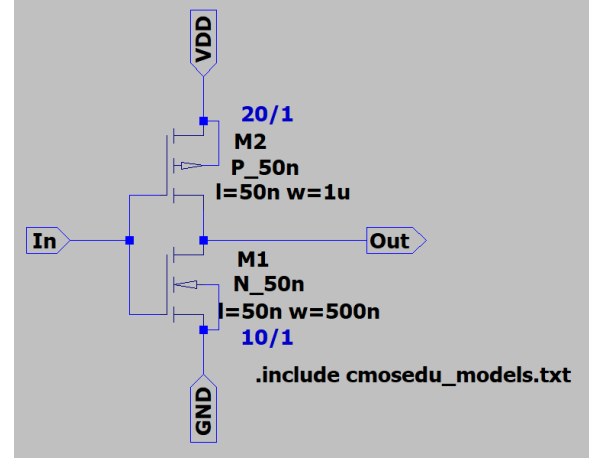 VDD
20/1
M2
P_50n
l=50n w=1u
In
Out
M1
N_50n
l=50n w=500n
10/1
.include cmosedu_models.txt
GND